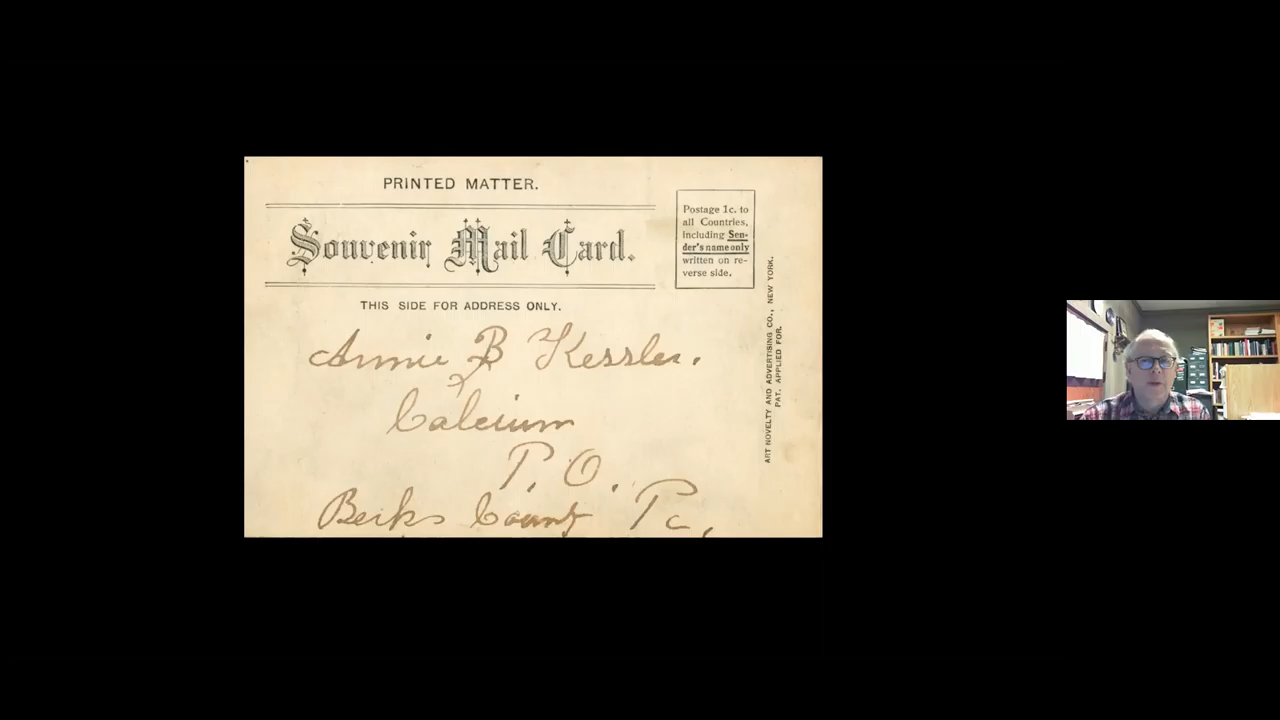 PRINTED MATTER.
Souvenir Mail Card.
Postage 1c. to
all Countries,
including Sen-
der's name only
written on re-
verse side.
THIS SIDE FOR ADDRESS ONLY.
Annie B Kessler.
Calcium
P. O.
Berks County Pa,
ART NOVELTY AND ADVERTISING CO., NEW YORK.
PAT. APPLIED FOR.